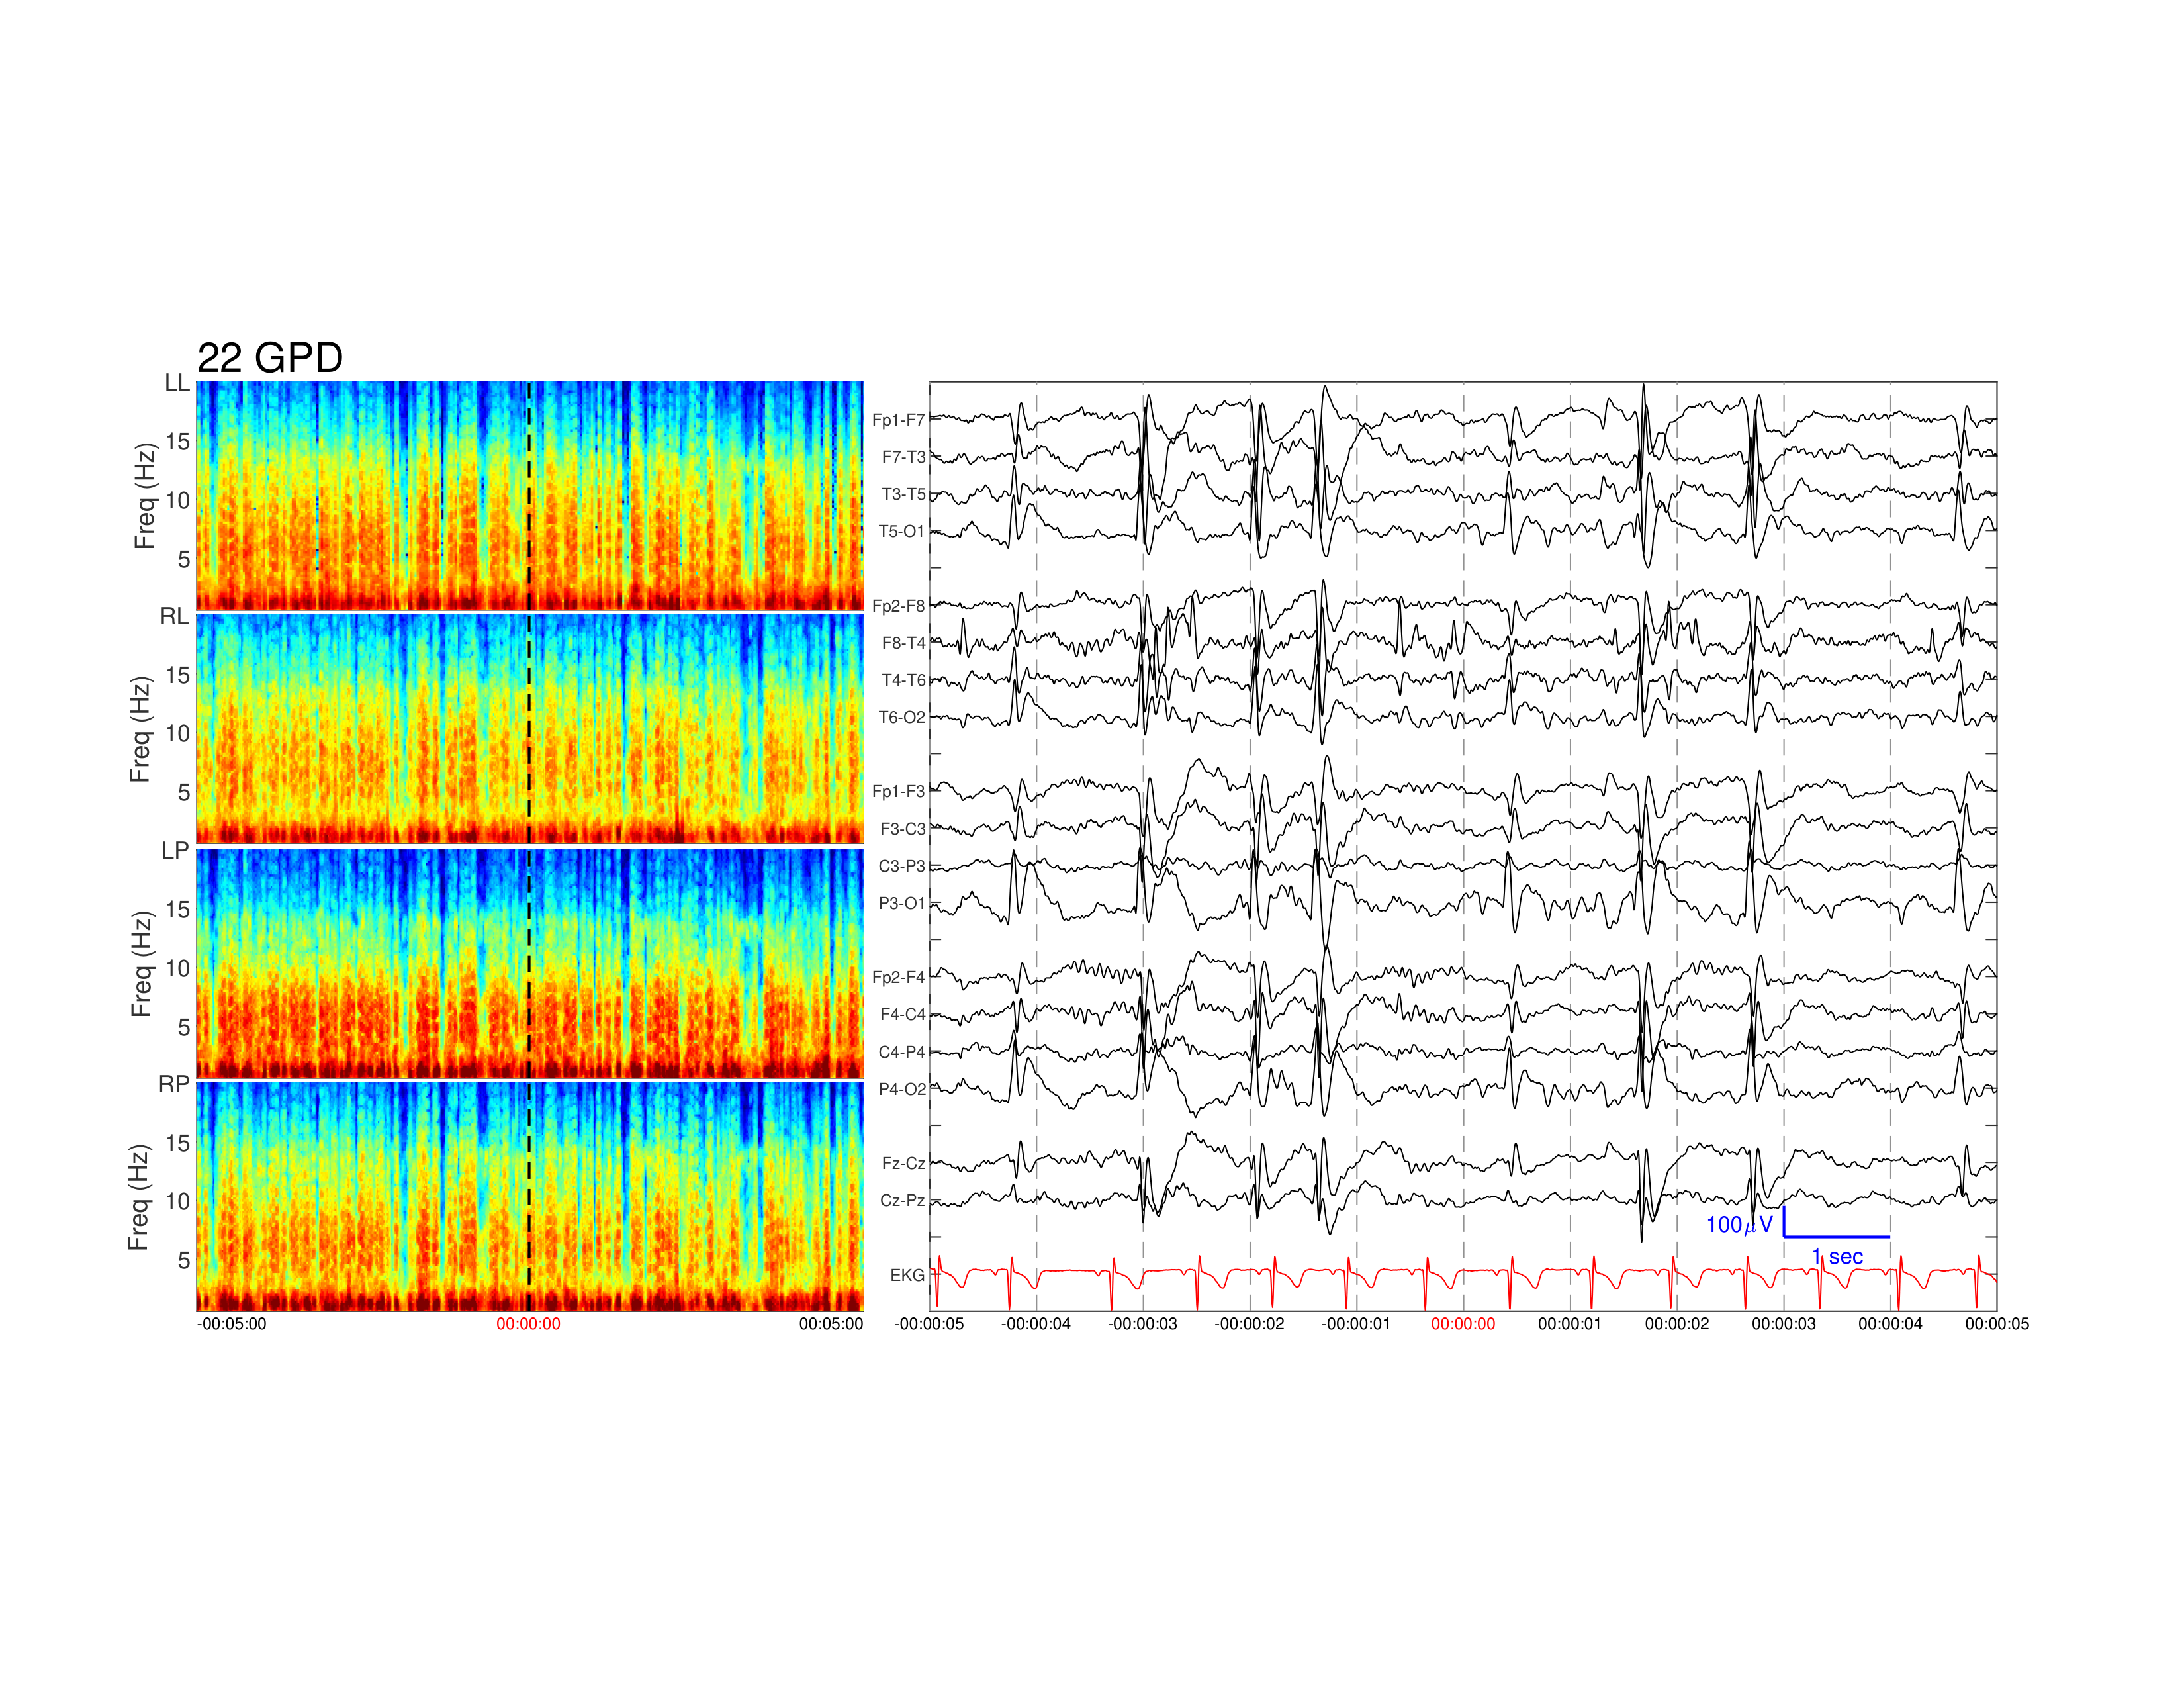 22 GPD
LL
Freq (Hz)
15
10
5
RL
Freq (Hz)
15
10
5
LP
Freq (Hz)
15
10
5
RP
Freq (Hz)
15
10
5
-00:05:00
00:00:00
00:05:00
Fp1-F7
F7-T3
T3-T5
T5-O1
Fp2-F8
F8-T4
T4-T6
T6-O2
Fp1-F3
F3-C3
C3-P3
P3-O1
Fp2-F4
F4-C4
C4-P4
P4-O2
Fz-Cz
Cz-Pz
100μV
1 sec
EKG
-00:00:05
-00:00:04
-00:00:03
-00:00:02
-00:00:01
00:00:00
00:00:01
00:00:02
00:00:03
00:00:04
00:00:05